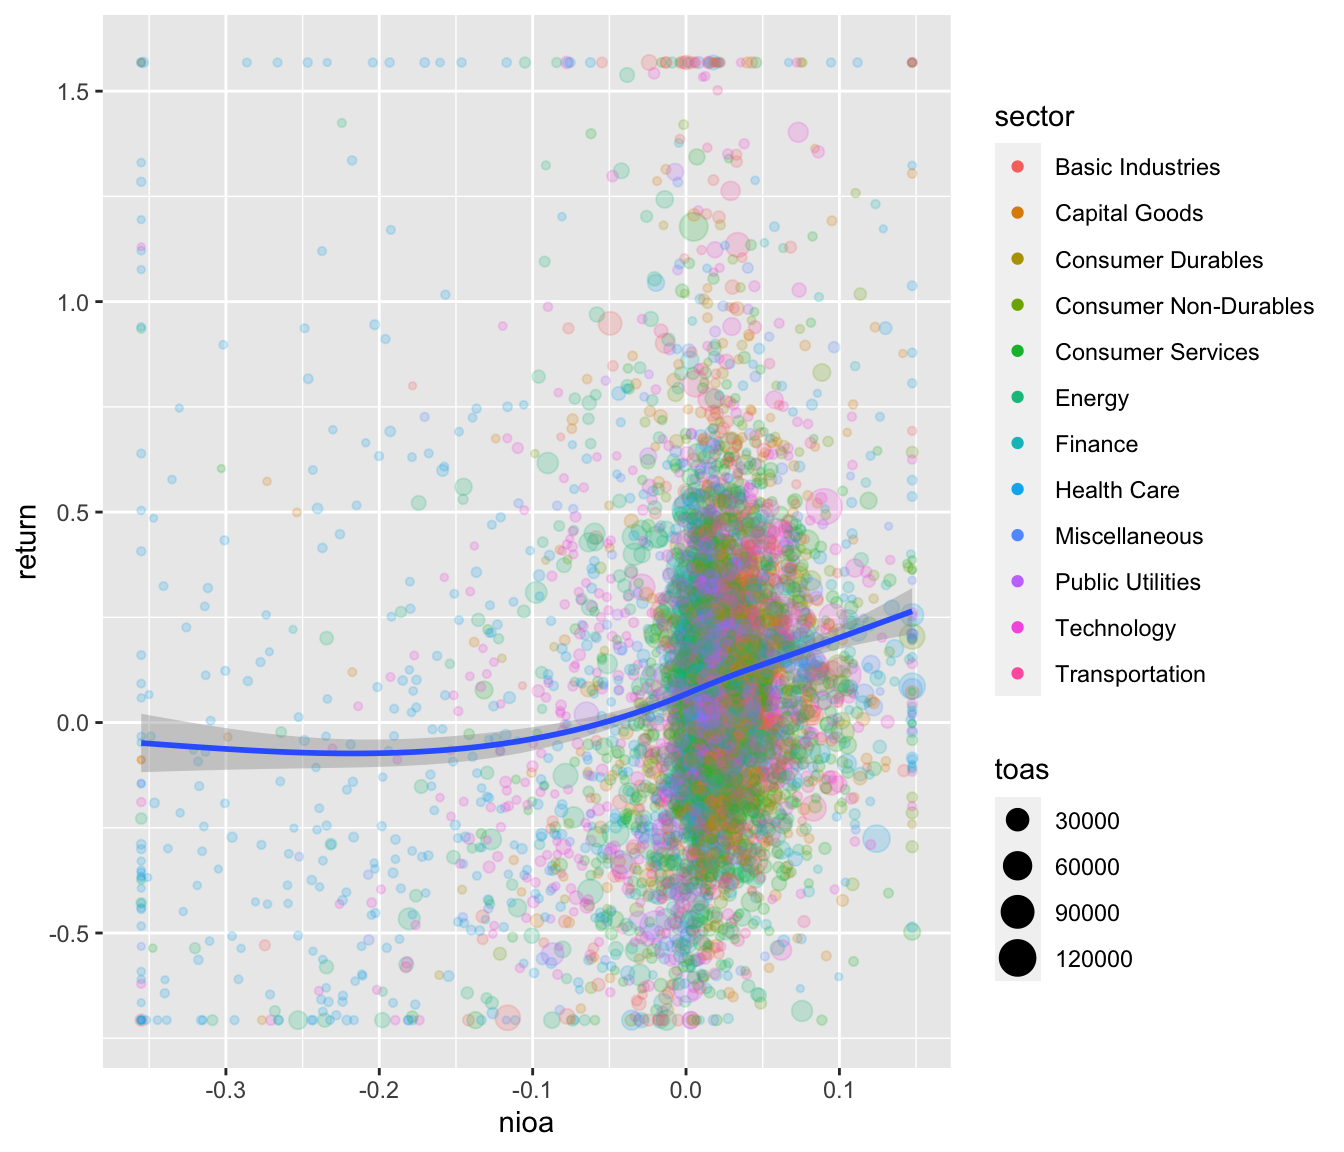 1.5
1.0
0.5
0.0
-0.5
return
-0.3
-0.2
-0.1
0.0
0.1
nioa
sector
Basic Industries
Capital Goods
Consumer Durables
Consumer Non-Durables
Consumer Services
Energy
Finance
Health Care
Miscellaneous
Public Utilities
Technology
Transportation
toas
30000
60000
90000
120000